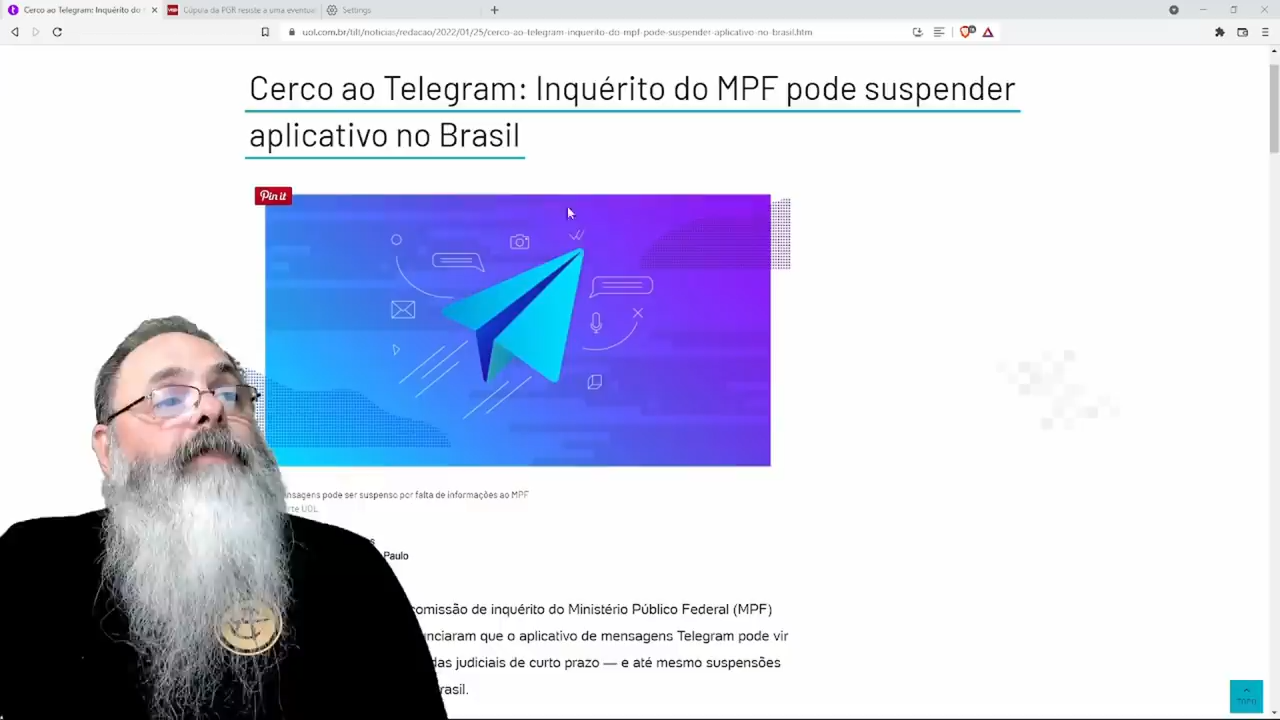 Cerco ao Telegram: Inquérito do
Cúpula da PGR resiste a uma eventua
Settings
uol.com.br/tilt/noticias/redacao/2022/01/25/cerco-ao-telegram-inquerito-do-mpf-pode-suspender-aplicativo-no-brasil.htm
Cerco ao Telegram: Inquérito do MPF pode suspender
aplicativo no Brasil
Pin it
nsagens pode ser suspenso por falta de informações ao MPF
rte UOL
s
Paulo
comissão de inquérito do Ministério Público Federal (MPF)
nciaram que o aplicativo de mensagens Telegram pode vir
das judiciais de curto prazo — e até mesmo suspensões
rasil.
TOPO